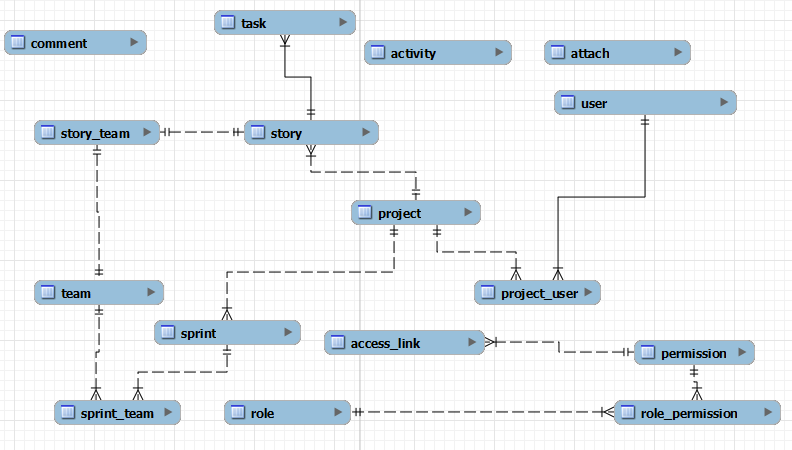 task
comment
activity
attach
user
story_team
story
project
team
project_user
sprint
access_link
permission
sprint_team
role
role_permission